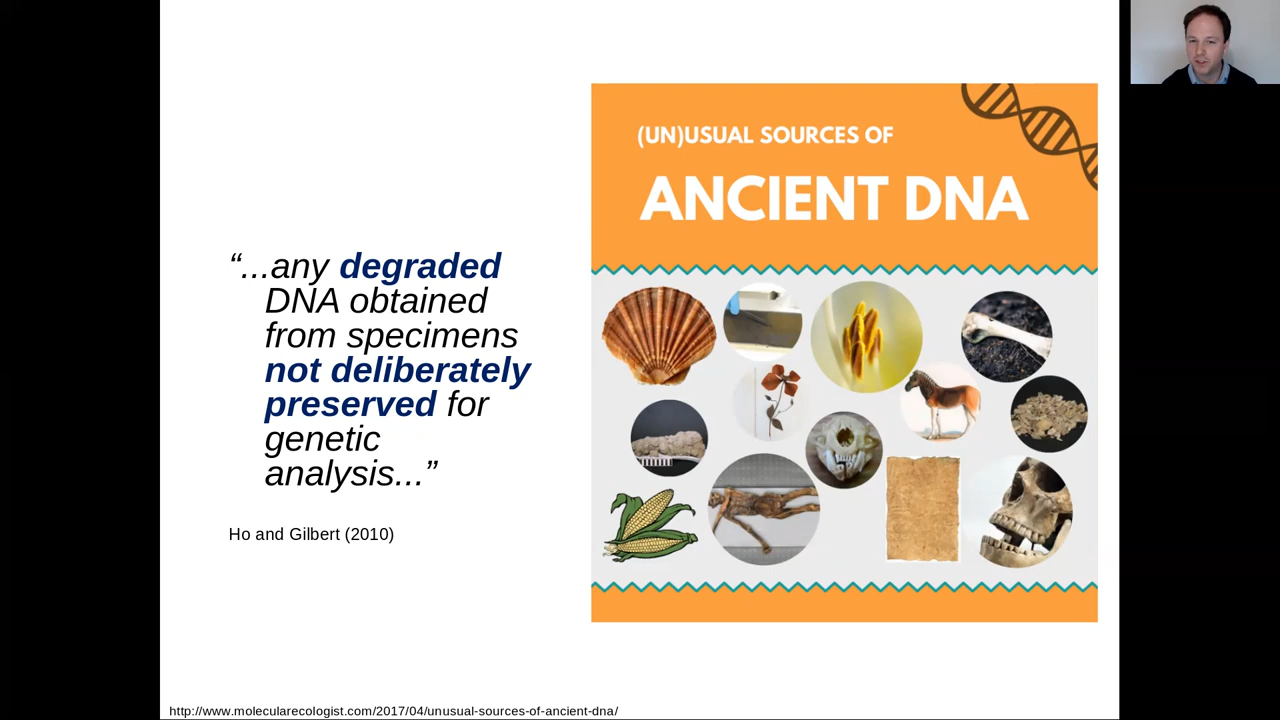 “...any degraded
DNA obtained
from specimens
not deliberately
preserved for
genetic
analysis...”
Ho and Gilbert (2010)
(UN)USUAL SOURCES OF
ANCIENT DNA
http://www.molecularecologist.com/2017/04/unusual-sources-of-ancient-dna/